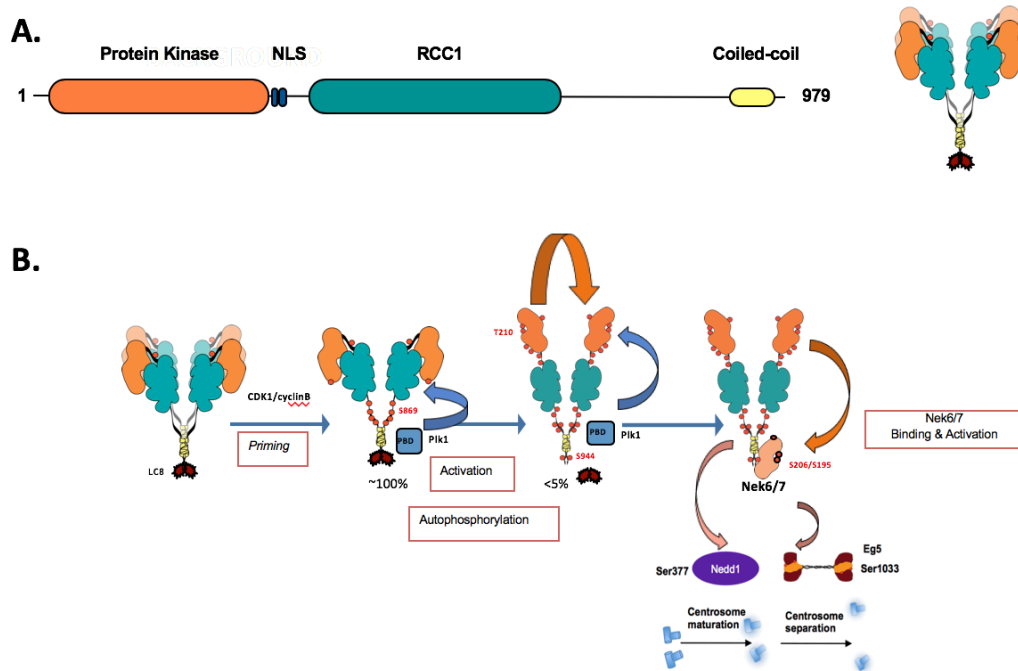 A.
Protein Kinase NLS RCC1 Coiled-coil
1 979
B.
CDK1/cyclinB
Priming
LC8
S869
PBD Plk1
~100%
Activation
Autophosphorylation
T210
PBD Plk1
S944
<5%
Nek6/7
Binding & Activation
S206/S195
Nek6/7
Ser377 Nedd1
Eg5
Ser1033
Centrosome
maturation
Centrosome
separation